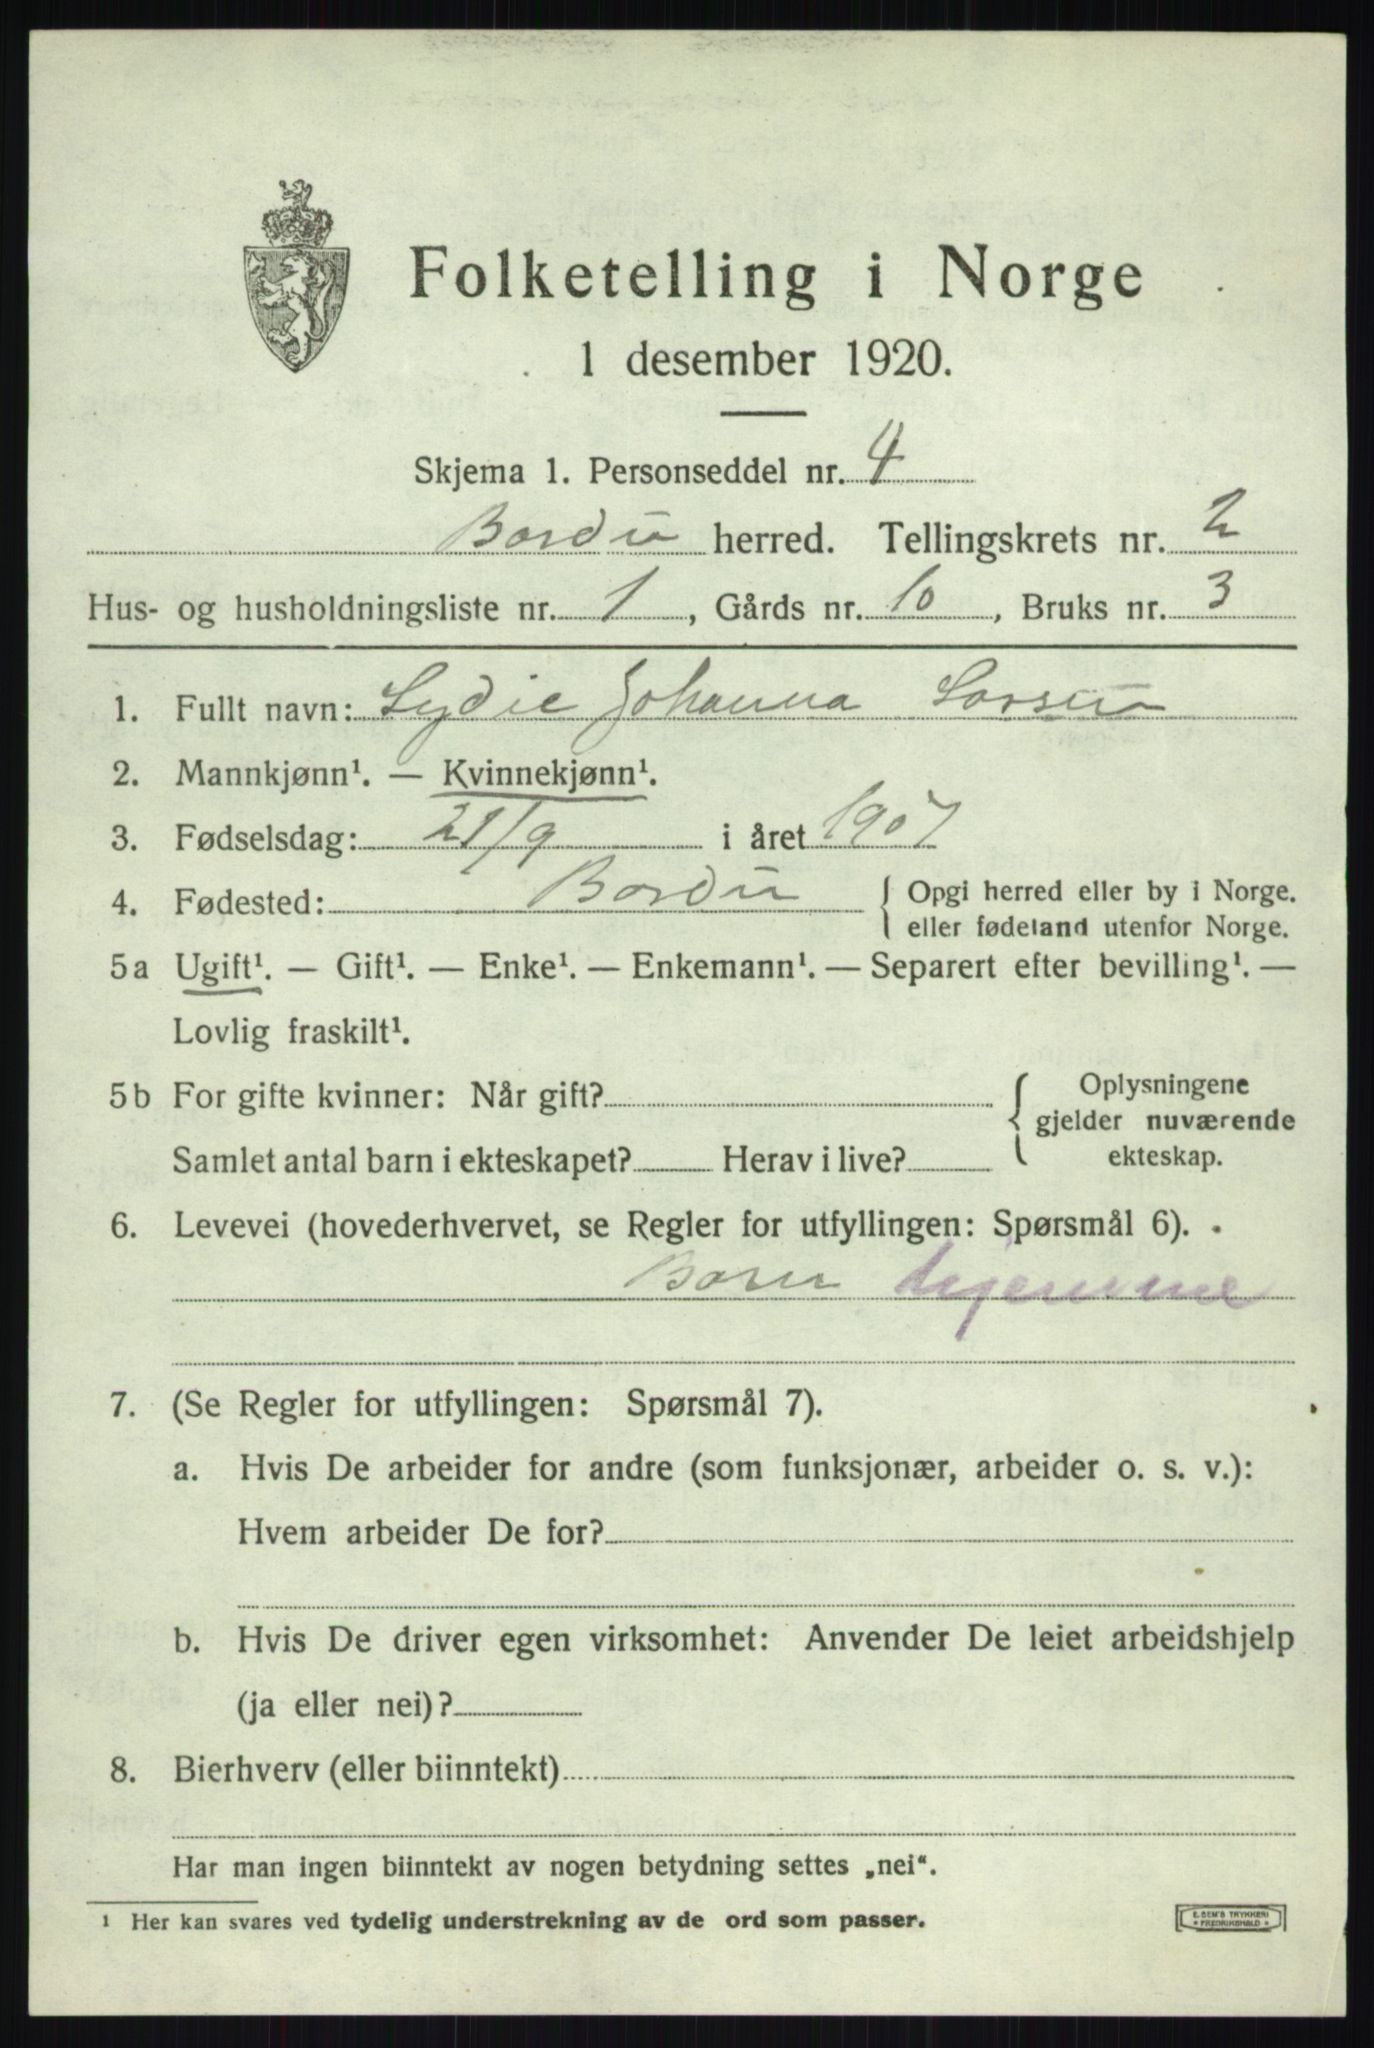 Folketelling i Norge
1 desember 1920.
Skjema 1. Personseddel nr. 4
Bardu herred. Tellingskrets nr. 2
Hus- og husholdningsliste nr. 1, Gårds nr. 10, Bruks nr. 3
1. Fullt navn: Lydie Johanna Larsen
2. Mannkjønn¹. — Kvinnekjønn¹.
3. Fødselsdag: 21/9 i året 1907
4. Fødested: Bardu { Opgi herred eller by i Norge.
eller fødeland utenfor Norge.
5a Ugift¹. — Gift¹. — Enke¹. — Enkemann¹. — Separert efter bevilling¹. —
Lovlig fraskilt¹.
5b For gifte kvinner: Når gift? { Oplysningene
gjelder nuværende
ekteskap.
Samlet antal barn i ekteskapet? Herav i live?
6. Levevei (hovederhvervet, se Regler for utfyllingen: Spørsmål 6).
Barn hjemme
7. (Se Regler for utfyllingen: Spørsmål 7).
a. Hvis De arbeider for andre (som funksjonær, arbeider o. s. v.):
Hvem arbeider De for?
b. Hvis De driver egen virksomhet: Anvender De leiet arbeidshjelp
(ja eller nei)?
8. Bierhverv (eller biinntekt)
Har man ingen biinntekt av nogen betydning settes „nei“.
¹ Her kan svares ved tydelig understrekning av de ord som passer.
E. SEM'S TRYKKERI
FREDRIKSHALD